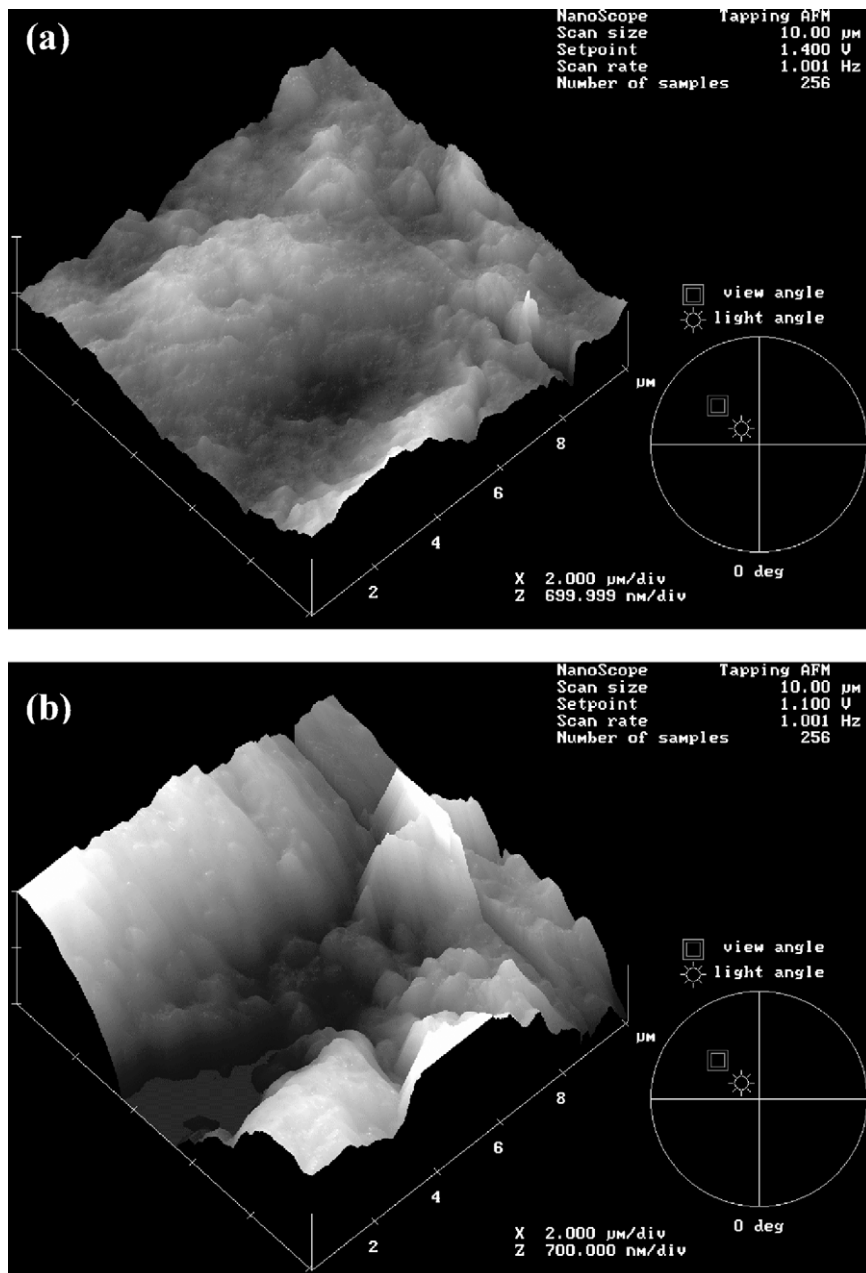 (a)
NanoScope Tapping AFM
Scan size 10.00 µm
Setpoint 1.400 V
Scan rate 1.001 Hz
Number of samples 256
view angle
light angle
µm
8
6
4
2
X 2.000 µm/div
Z 699.999 nm/div
0 deg
(b)
NanoScope Tapping AFM
Scan size 10.00 µm
Setpoint 1.100 V
Scan rate 1.001 Hz
Number of samples 256
view angle
light angle
µm
8
6
4
2
X 2.000 µm/div
Z 700.000 nm/div
0 deg